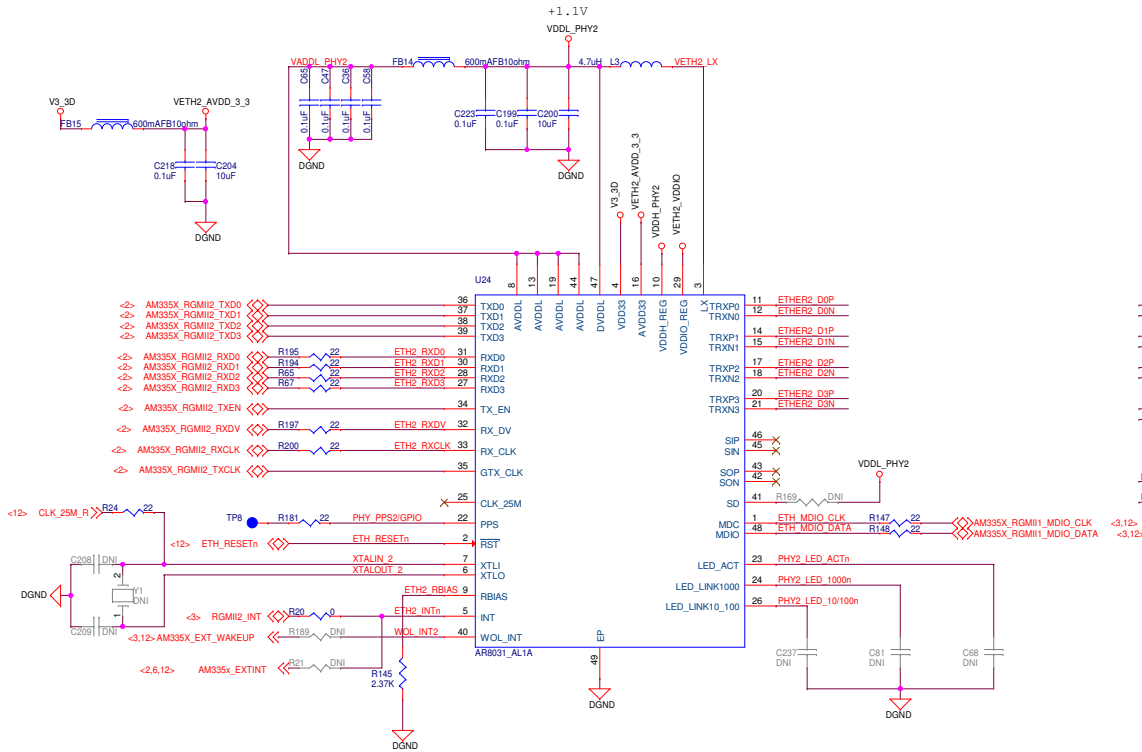 +1.1V
VDDL_PHY2
VADDL_PHY2
FB14
600mAFB10ohm
4.7uH
L3
VETH2_LX
C65
C47
C36
C58
0.1uF
0.1uF
0.1uF
0.1uF
DGND
C223
0.1uF
C199
0.1uF
C200
10uF
DGND
V3_3D
VETH2_AVDD_3_3
FB15
600mAFB10ohm
C218
0.1uF
C204
10uF
DGND
V3_3D
VETH2_AVDD_3_3
VDDH_PHY2
VETH2_VDDIO
U24
8
13
19
44
47
4
16
10
29
3
AVDDL
AVDDL
AVDDL
AVDDL
DVDDL
VDD33
AVDD33
VDDH_REG
VDDIO_REG
LX
<2> AM335X_RGMII2_TXD0 36 TXD0
<2> AM335X_RGMII2_TXD1 37 TXD1
<2> AM335X_RGMII2_TXD2 38 TXD2
<2> AM335X_RGMII2_TXD3 39 TXD3
<2> AM335X_RGMII2_RXD0 R195 22 ETH2_RXD0 31 RXD0
<2> AM335X_RGMII2_RXD1 R194 22 ETH2_RXD1 30 RXD1
<2> AM335X_RGMII2_RXD2 R65 22 ETH2_RXD2 28 RXD2
<2> AM335X_RGMII2_RXD3 R67 22 ETH2_RXD3 27 RXD3
<2> AM335X_RGMII2_TXEN 34 TX_EN
<2> AM335X_RGMII2_RXDV R197 22 ETH2_RXDV 32 RX_DV
<2> AM335X_RGMII2_RXCLK R200 22 ETH2_RXCLK 33 RX_CLK
<2> AM335X_RGMII2_TXCLK 35 GTX_CLK
25 CLK_25M
<12> CLK_25M_R R24 22
TP8 R181 22 PHY_PPS2/GPIO 22 PPS
<12> ETH_RESETn ETH_RESETn 2 RST
C208 DNI XTALIN_2 7 XTLI
XTALOUT_2 6 XTLO
DGND
2
Y1
DNI
1
C209 DNI
ETH2_RBIAS 9 RBIAS
<3> RGMII2_INT R20 0 ETH2_INTn 5 INT
<3,12> AM335X_EXT_WAKEUP R189 DNI WOL_INT2 40 WOL_INT
<2,6,12> AM335x_EXTINT R21 DNI
R145
2.37K
DGND
AR8031_AL1A
EP
49
DGND
TRXP0 11 ETHER2_D0P
TRXN0 12 ETHER2_D0N
TRXP1 14 ETHER2_D1P
TRXN1 15 ETHER2_D1N
TRXP2 17 ETHER2_D2P
TRXN2 18 ETHER2_D2N
TRXP3 20 ETHER2_D3P
TRXN3 21 ETHER2_D3N
SIP 46
SIN 45
SOP 43
SON 42
VDDL_PHY2
SD 41 R169 DNI
MDC 1 ETH_MDIO_CLK R147 22 AM335X_RGMII1_MDIO_CLK <3,12>
MDIO 48 ETH_MDIO_DATA R148 22 AM335X_RGMII1_MDIO_DATA <3,12>
LED_ACT 23 PHY2_LED_ACTn
LED_LINK1000 24 PHY2_LED_1000n
LED_LINK10_100 26 PHY2_LED_10/100n
C237
DNI
C81
DNI
C68
DNI
DGND